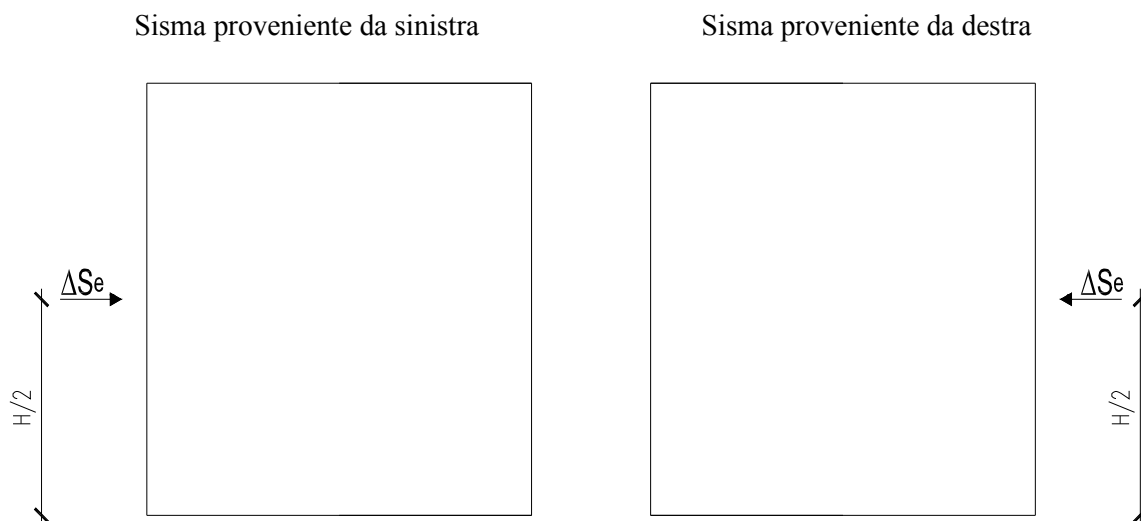 Sisma proveniente da sinistra
Sisma proveniente da destra
ΔSe
ΔSe
H/2
H/2